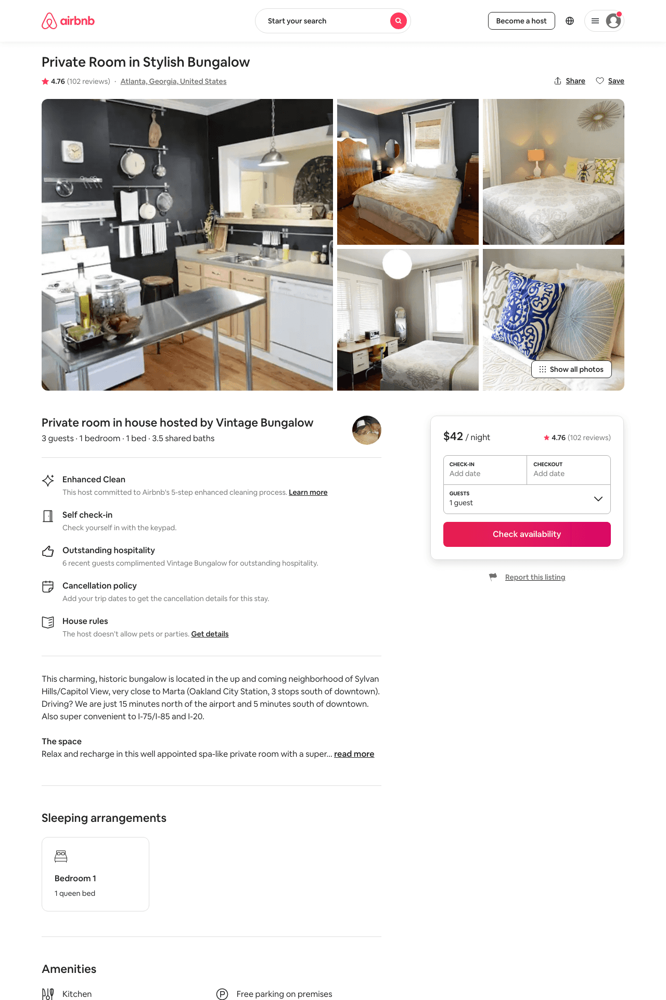 airbnb
Start your search
Become a host
Private Room in Stylish Bungalow
4.76 (102 reviews) · Atlanta, Georgia, United States
Share
Save
Show all photos
Private room in house hosted by Vintage Bungalow
3 guests · 1 bedroom · 1 bed · 3.5 shared baths
Enhanced Clean
This host committed to Airbnb's 5-step enhanced cleaning process. Learn more
Self check-in
Check yourself in with the keypad.
Outstanding hospitality
6 recent guests complimented Vintage Bungalow for outstanding hospitality.
Cancellation policy
Add your trip dates to get the cancellation details for this stay.
House rules
The host doesn't allow pets or parties. Get details
$42 / night
4.76 (102 reviews)
CHECK-IN
Add date
CHECKOUT
Add date
GUESTS
1 guest
Check availability
Report this listing
This charming, historic bungalow is located in the up and coming neighborhood of Sylvan
Hills/Capitol View, very close to Marta (Oakland City Station, 3 stops south of downtown).
Driving? We are just 15 minutes north of the airport and 5 minutes south of downtown.
Also super convenient to I-75/I-85 and I-20.
The space
Relax and recharge in this well appointed spa-like private room with a super... read more
Sleeping arrangements
Bedroom 1
1 queen bed
Amenities
Kitchen
Free parking on premises